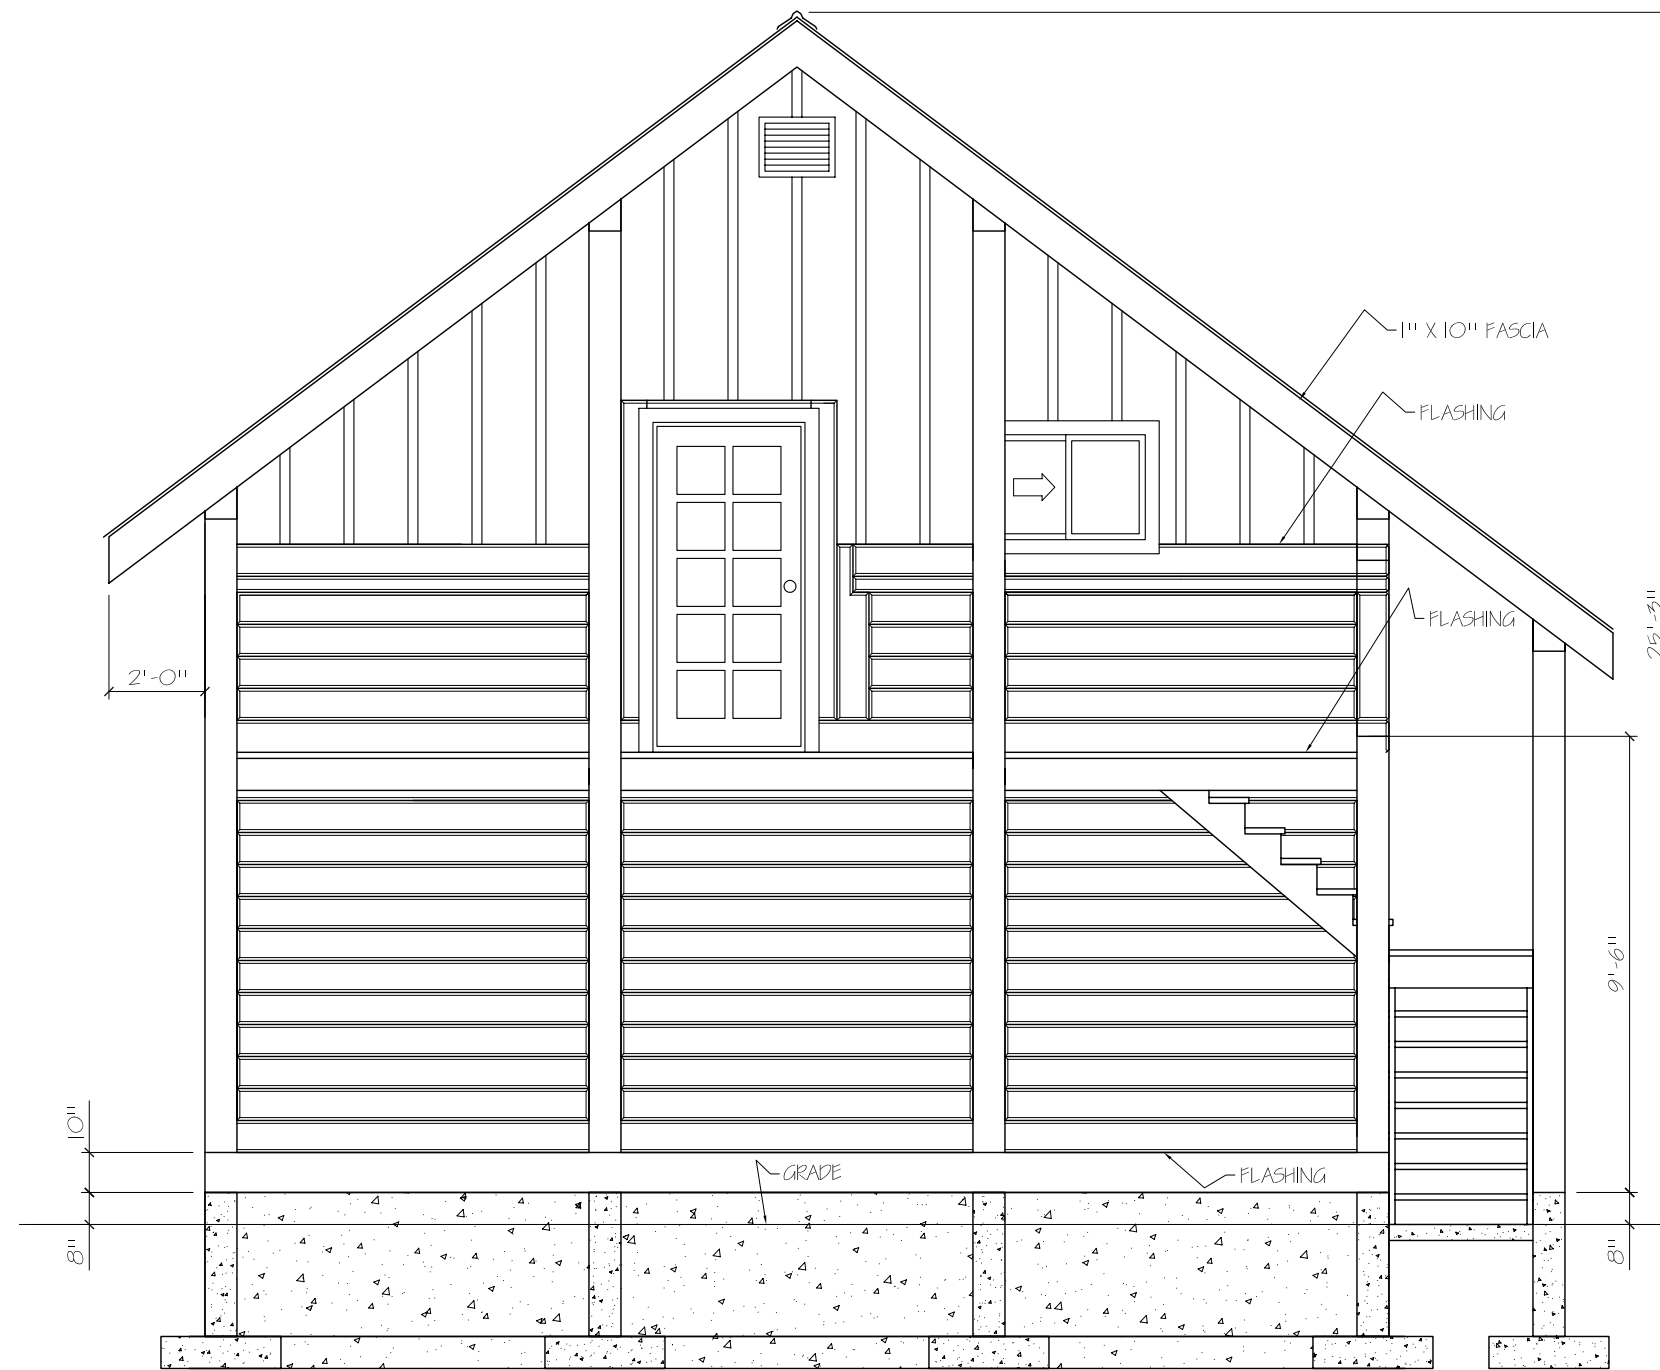 1" X 10" FASCIA
FLASHING
FLASHING
25'-3"
2'-0"
9'-6"
10"
GRADE
FLASHING
8"
8"